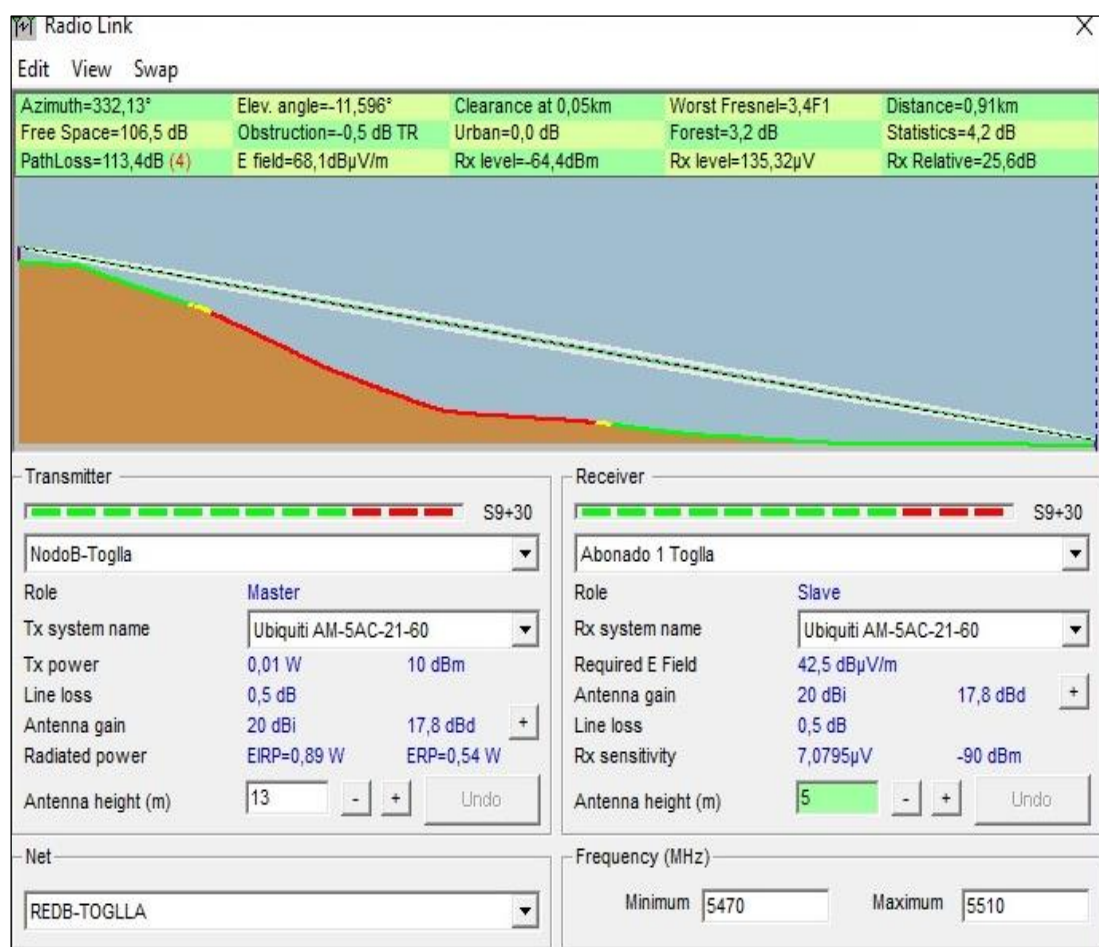 Radio Link
Edit View Swap
Azimuth=332,13° Elev. angle=-11,596° Clearance at 0,05km Worst Fresnel=3,4F1 Distance=0,91km
Free Space=106,5 dB Obstruction=-0,5 dB TR Urban=0,0 dB Forest=3,2 dB Statistics=4,2 dB
PathLoss=113,4dB (4) E field=68,1dBµV/m Rx level=-64,4dBm Rx level=135,32µV Rx Relative=25,6dB
Transmitter
S9+30
NodoB-Toglla
Role Master
Tx system name Ubiquiti AM-5AC-21-60
Tx power 0,01 W 10 dBm
Line loss 0,5 dB
Antenna gain 20 dBi 17,8 dBd +
Radiated power EIRP=0,89 W ERP=0,54 W
Antenna height (m) 13 - + Undo
Receiver
S9+30
Abonado 1 Toglla
Role Slave
Rx system name Ubiquiti AM-5AC-21-60
Required E Field 42,5 dBµV/m
Antenna gain 20 dBi 17,8 dBd +
Line loss 0,5 dB
Rx sensitivity 7,0795µV -90 dBm
Antenna height (m) 5 - + Undo
Net
REDB-TOGLLA
Frequency (MHz)
Minimum 5470 Maximum 5510